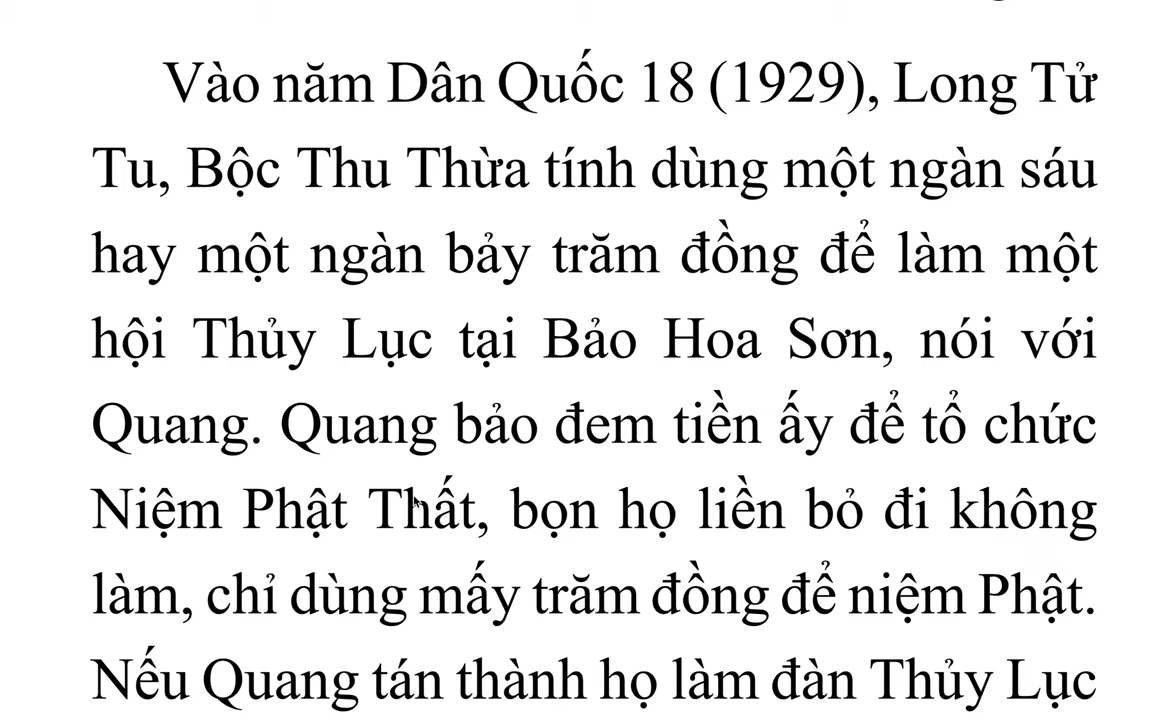 Vào năm Dân Quốc 18 (1929), Long Tử
Tu, Bộc Thu Thừa tính dùng một ngàn sáu
hay một ngàn bảy trăm đồng để làm một
hội Thủy Lục tại Bảo Hoa Sơn, nói với
Quang. Quang bảo đem tiền ấy để tổ chức
Niệm Phật Thất, bọn họ liền bỏ đi không
làm, chỉ dùng mấy trăm đồng để niệm Phật.
Nếu Quang tán thành họ làm đàn Thủy Lục